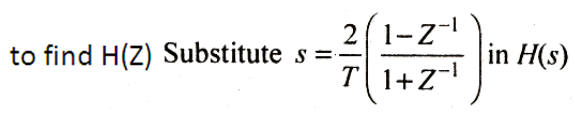 to find H(Z) Substitute s = 2/T ( 1-Z⁻¹ / 1+Z⁻¹ ) in H(s)